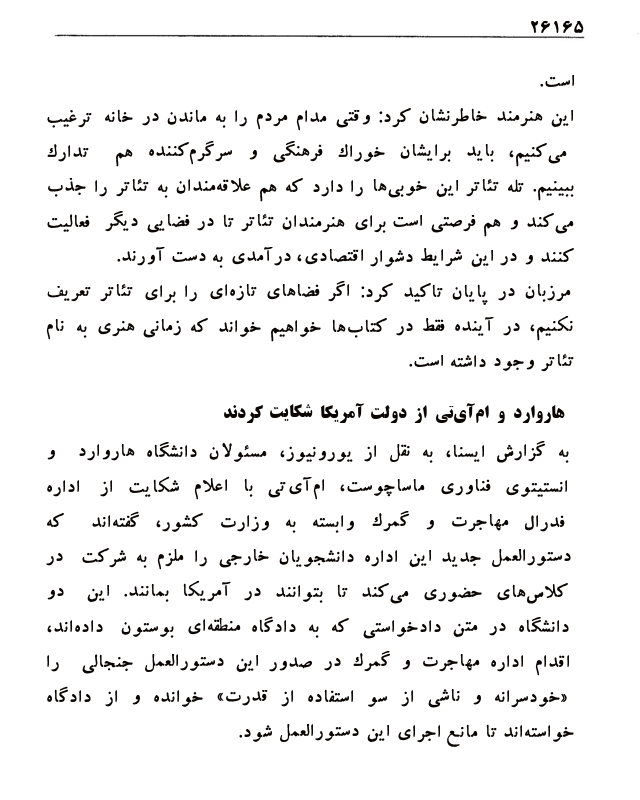 ۲۶۱۶۵
است.
این هنرمند خاطرنشان کرد: وقتی مدام مردم را به ماندن در خانه ترغیب
می‌کنیم، باید برایشان خوراك فرهنگی و سرگرم‌کننده هم تدارك
ببینیم. تله تئاتر این خوبی‌ها را دارد که هم علاقه‌مندان به تئاتر را جذب
می‌کند و هم فرصتی است برای هنرمندان تئاتر تا در فضایی دیگر فعالیت
کنند و در این شرایط دشوار اقتصادی، درآمدی به دست آورند.
مرزبان در پایان تاکید کرد: اگر فضاهای تازه‌ای را برای تئاتر تعریف
نکنیم، در آینده فقط در کتاب‌ها خواهیم خواند که زمانی هنری به نام
تئاتر وجود داشته است.
هاروارد و ام‌آی‌تی از دولت آمریکا شکایت کردند
به گزارش ایسنا، به نقل از یورونیوز، مسئولان دانشگاه هاروارد و
انستیتوی فناوری ماساچوست، ام‌آی‌تی با اعلام شکایت از اداره
فدرال مهاجرت و گمرك وابسته به وزارت کشور، گفته‌اند که
دستورالعمل جدید این اداره دانشجویان خارجی را ملزم به شرکت در
کلاس‌های حضوری می‌کند تا بتوانند در آمریکا بمانند. این دو
دانشگاه در متن دادخواستی که به دادگاه منطقه‌ای بوستون داده‌اند،
اقدام اداره مهاجرت و گمرك در صدور این دستورالعمل جنجالی را
«خودسرانه و ناشی از سو استفاده از قدرت» خوانده و از دادگاه
خواسته‌اند تا مانع اجرای این دستورالعمل شود.